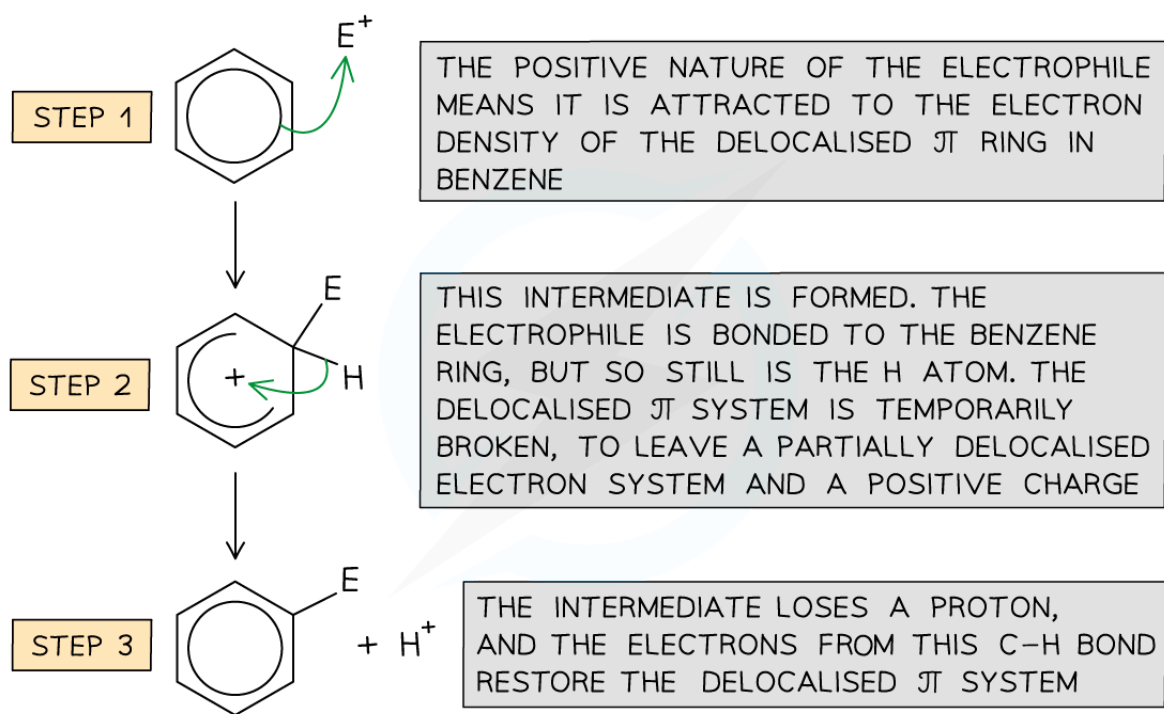 E+
STEP 1
THE POSITIVE NATURE OF THE ELECTROPHILE
MEANS IT IS ATTRACTED TO THE ELECTRON
DENSITY OF THE DELOCALISED π RING IN
BENZENE
E
+
H
STEP 2
THIS INTERMEDIATE IS FORMED. THE
ELECTROPHILE IS BONDED TO THE BENZENE
RING, BUT SO STILL IS THE H ATOM. THE
DELOCALISED π SYSTEM IS TEMPORARILY
BROKEN, TO LEAVE A PARTIALLY DELOCALISED
ELECTRON SYSTEM AND A POSITIVE CHARGE
E
STEP 3
+ H+
THE INTERMEDIATE LOSES A PROTON,
AND THE ELECTRONS FROM THIS C–H BOND
RESTORE THE DELOCALISED π SYSTEM